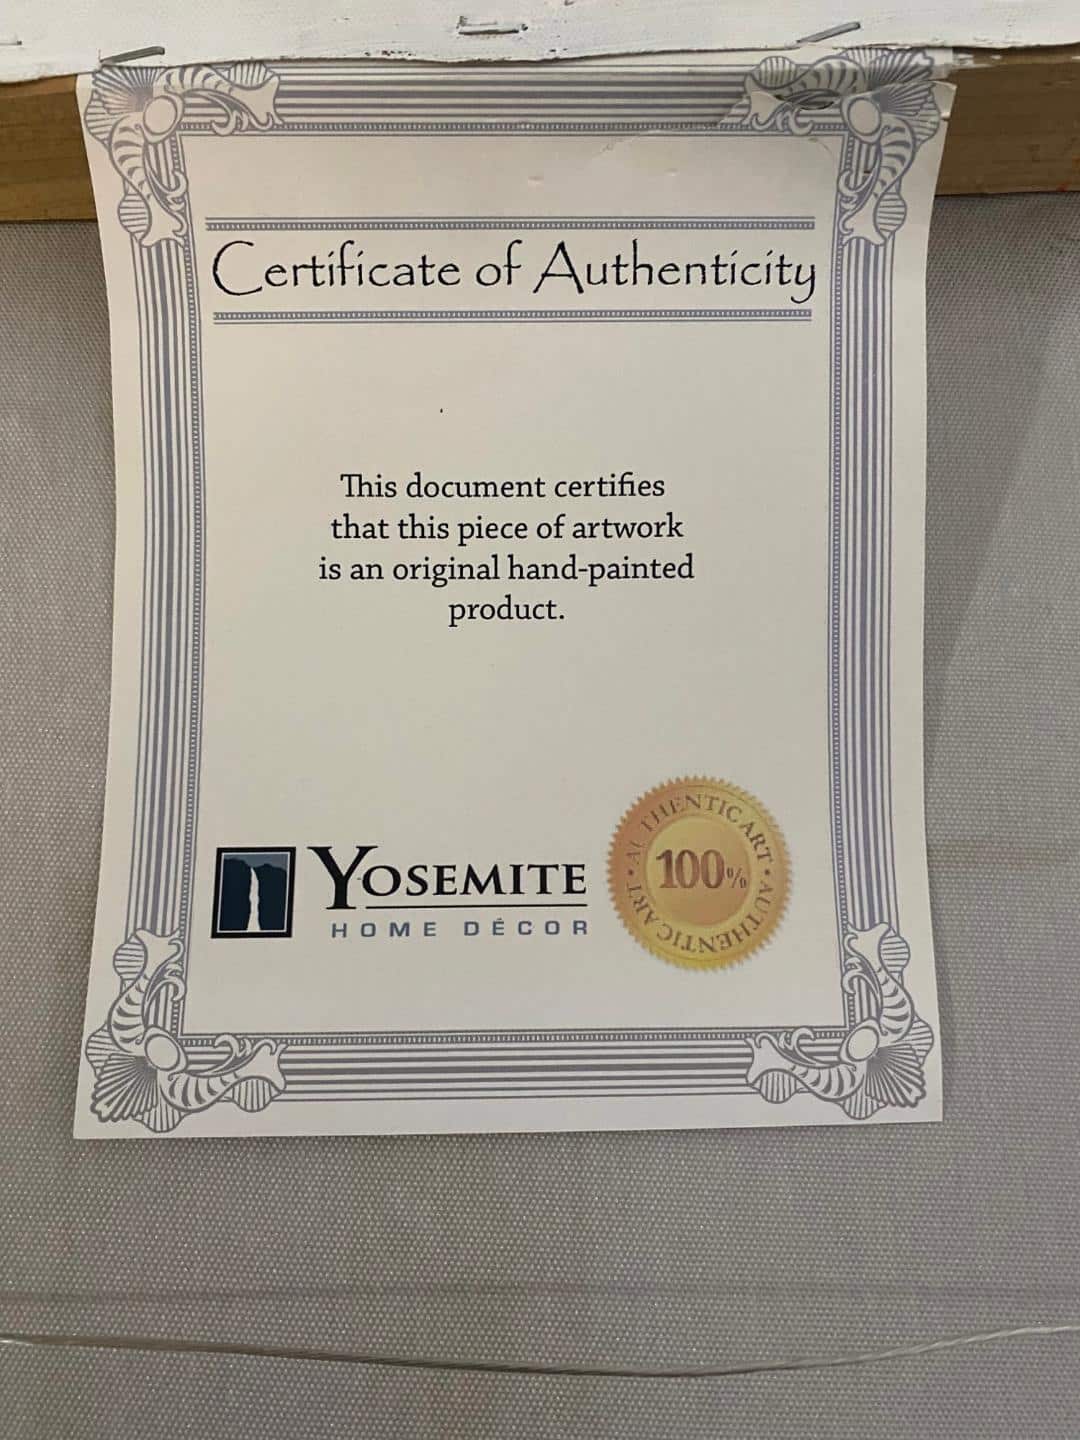 Certificate of Authenticity
This document certifies
that this piece of artwork
is an original hand-painted
product.
YOSEMITE
HOME DÉCOR
AUTHENTIC ART • AUTHENTIC ART •
100%